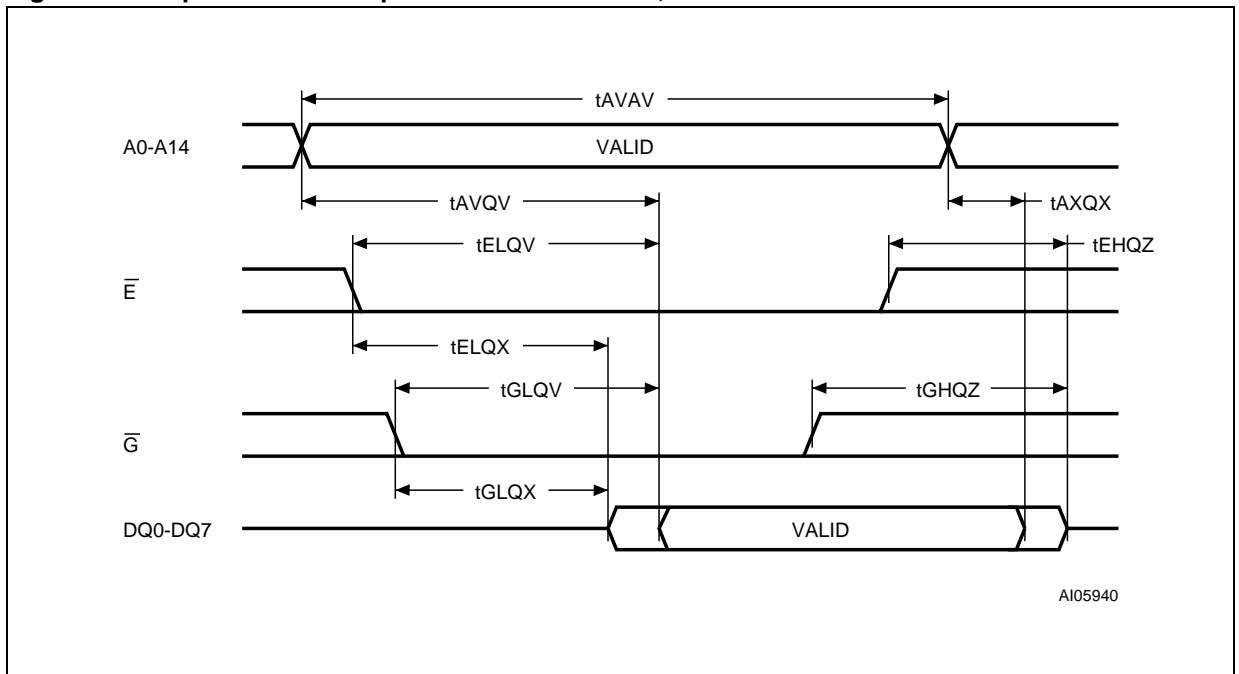 tAVAV
A0-A14
VALID
tAVQV
tAXQX
tELQV
tEHQZ
E̅
tELQX
tGLQV
tGHQZ
G̅
tGLQX
DQ0-DQ7
VALID
AI05940